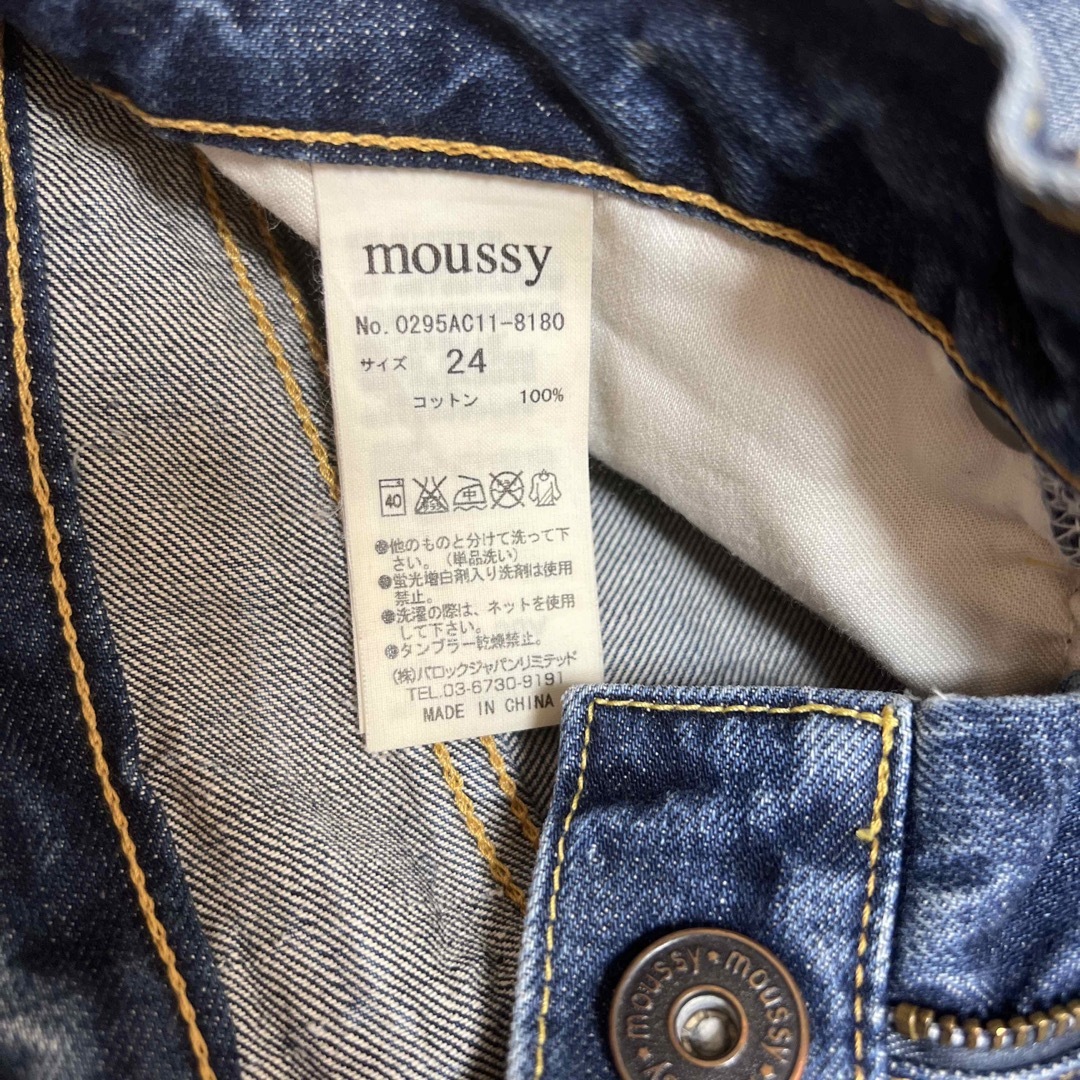 moussy
No. 0295AC11-8180
サイズ 24
コットン 100%
40 中
●他のものと分けて洗って下
さい。（単品洗い）
●蛍光増白剤入り洗剤は使用
禁止。
●洗濯の際は、ネットを使用
して下さい。
●タンブラー乾燥禁止。
(株)バロックジャパンリミテッド
TEL.03-6730-9191
MADE IN CHINA
moussy★moussy★